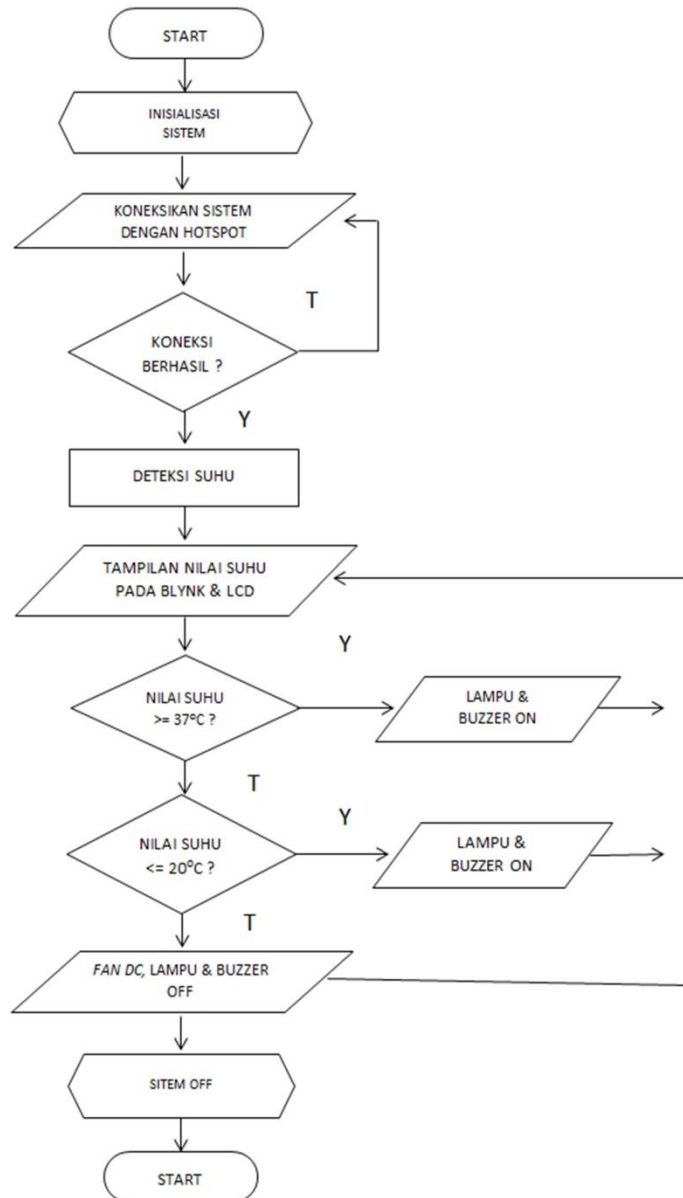 START
INISIALISASI
SISTEM
KONEKSIKAN SISTEM
DENGAN HOTSPOT
T
KONEKSI
BERHASIL ?
Y
DETEKSI SUHU
TAMPILAN NILAI SUHU
PADA BLYNK & LCD
Y
NILAI SUHU
>= 37°C ?
LAMPU &
BUZZER ON
T
NILAI SUHU
<= 20°C ?
Y
LAMPU &
BUZZER ON
T
FAN DC, LAMPU & BUZZER
OFF
SITEM OFF
START